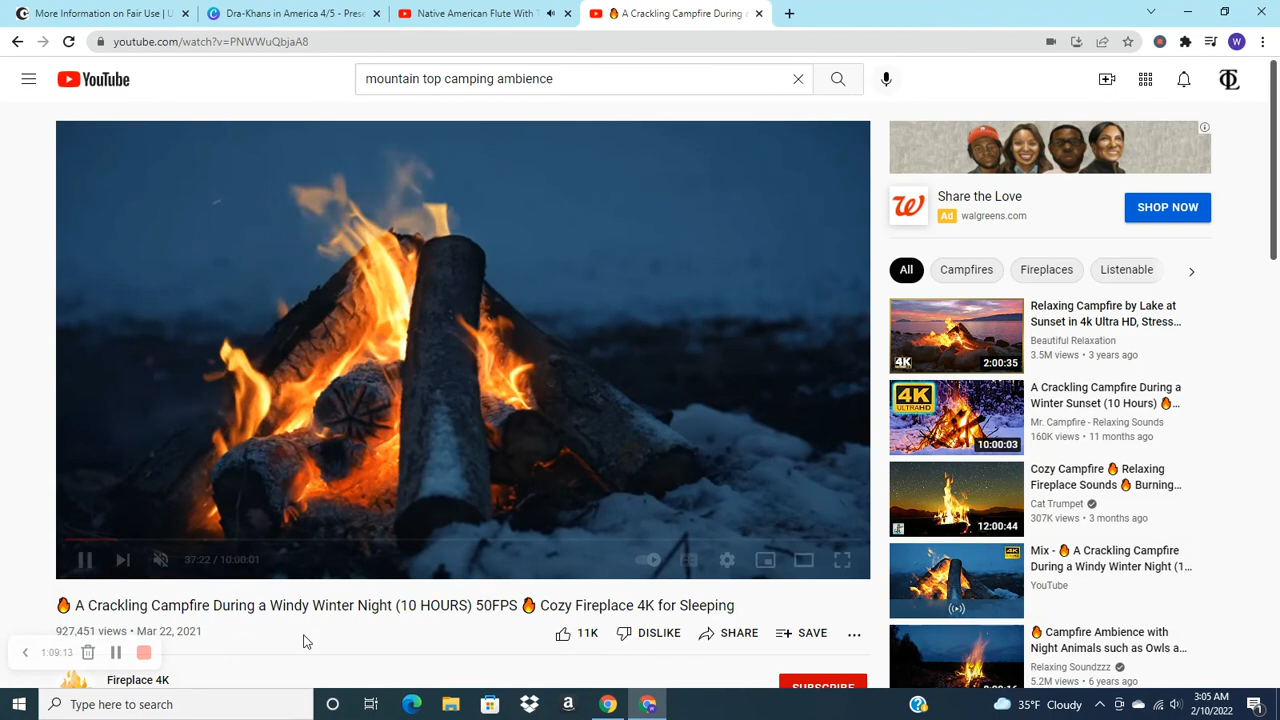 More Information for Use i U
Dra-Khans in America 4/5 - Prese
Native American Flute With T
🔥 A Crackling Campfire During a
youtube.com/watch?v=PNWWuQbjaA8
W
YouTube
mountain top camping ambience
Share the Love
Ad walgreens.com
SHOP NOW
All
Campfires
Fireplaces
Listenable
Relaxing Campfire by Lake at
Sunset in 4k Ultra HD, Stress...
Beautiful Relaxation
3.5M views • 3 years ago
4K
2:00:35
A Crackling Campfire During a
Winter Sunset (10 Hours) 🔥...
Mr. Campfire - Relaxing Sounds
160K views • 11 months ago
4K
ULTRAHD
10:00:03
Cozy Campfire 🔥 Relaxing
Fireplace Sounds 🔥 Burning...
Cat Trumpet
307K views • 3 months ago
12:00:44
Mix - 🔥 A Crackling Campfire
During a Windy Winter Night (1...
YouTube
4K
🔥 Campfire Ambience with
Night Animals such as Owls a...
Relaxing Soundzzz
5.2M views • 6 years ago
37:22 / 10:00:01
🔥 A Crackling Campfire During a Windy Winter Night (10 HOURS) 50FPS 🔥 Cozy Fireplace 4K for Sleeping
927,451 views • Mar 22, 2021
11K
DISLIKE
SHARE
SAVE
1:09:13
Fireplace 4K
SUBSCRIBE
Type here to search
35°F Cloudy
3:05 AM
2/10/2022